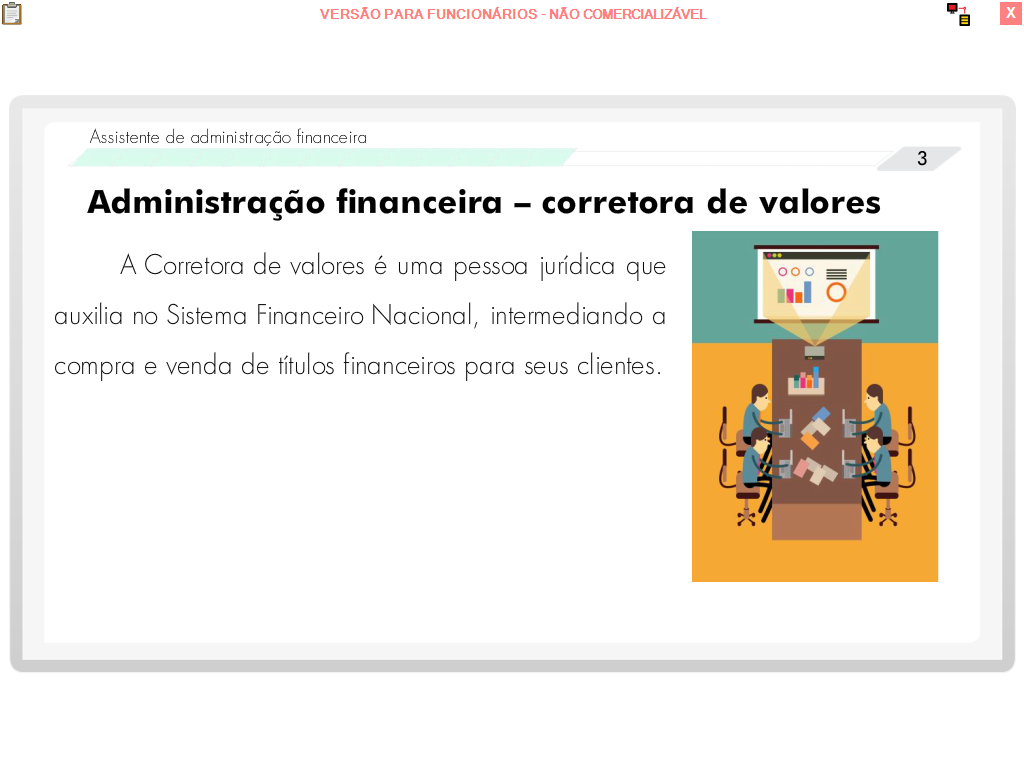 VERSÃO PARA FUNCIONÁRIOS - NÃO COMERCIALIZÁVEL
X
Assistente de administração financeira
3
Administração financeira – corretora de valores
A Corretora de valores é uma pessoa jurídica que
auxilia no Sistema Financeiro Nacional, intermediando a
compra e venda de títulos financeiros para seus clientes.